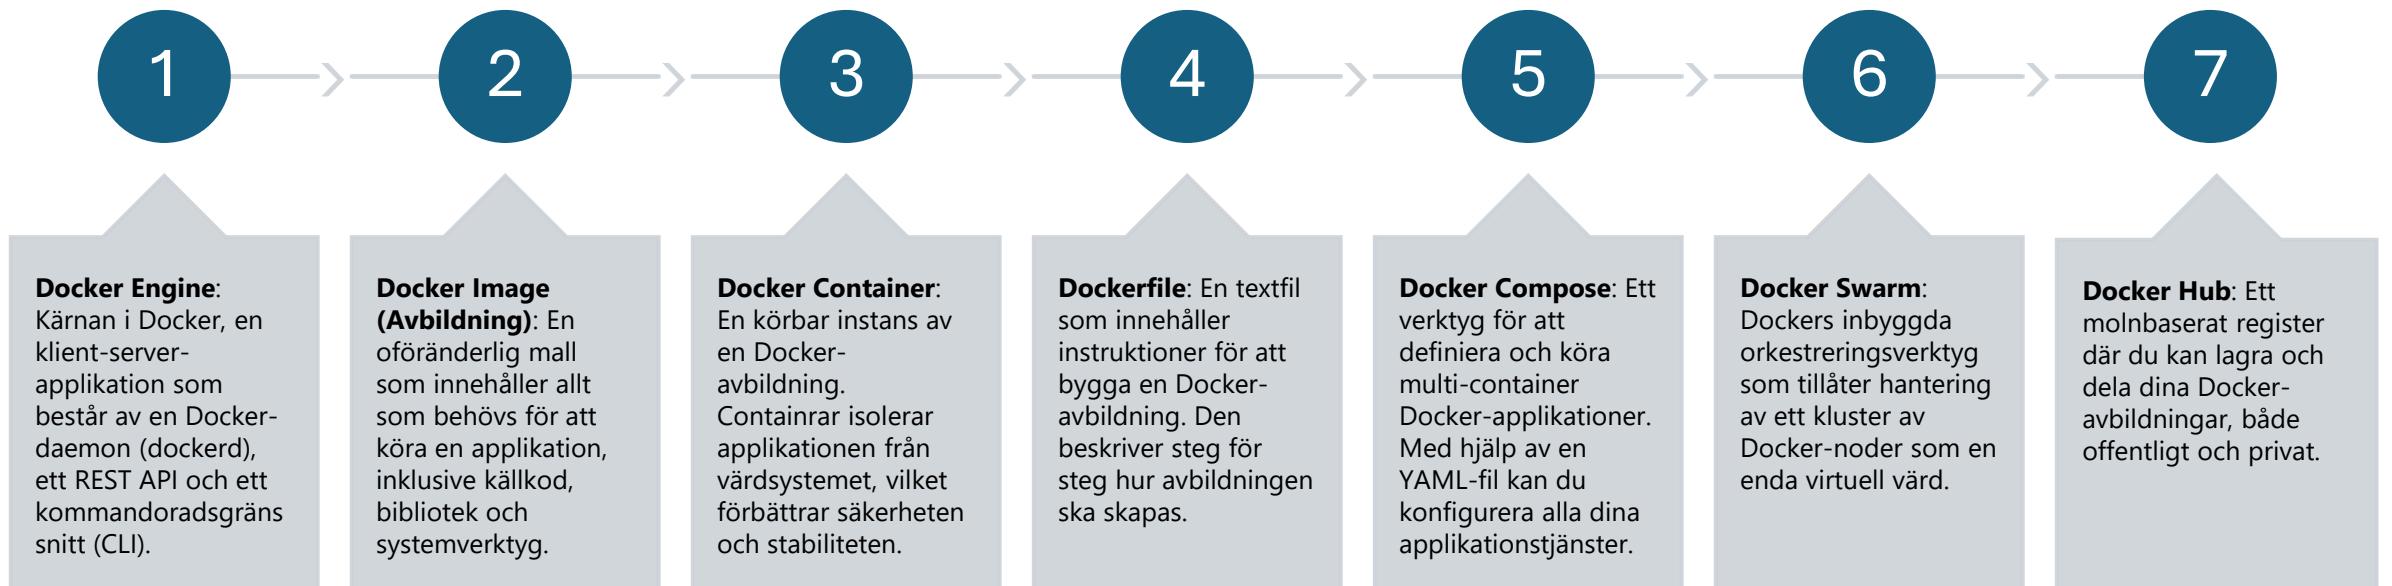 1
2
3
4
5
6
7
Docker Engine:
Kärnan i Docker, en
klient-server-
applikation som
består av en Docker-
daemon (dockerd),
ett REST API och ett
kommandoradsgräns
snitt (CLI).
Docker Image
(Avbildning): En
oföränderlig mall
som innehåller allt
som behövs för att
köra en applikation,
inklusive källkod,
bibliotek och
systemverktyg.
Docker Container:
En körbar instans av
en Docker-
avbildning.
Containrar isolerar
applikationen från
värdsystemet, vilket
förbättrar säkerheten
och stabiliteten.
Dockerfile: En textfil
som innehåller
instruktioner för att
bygga en Docker-
avbildning. Den
beskriver steg för
steg hur avbildningen
ska skapas.
Docker Compose: Ett
verktyg för att
definiera och köra
multi-container
Docker-applikationer.
Med hjälp av en
YAML-fil kan du
konfigurera alla dina
applikationstjänster.
Docker Swarm:
Dockers inbyggda
orkestreringsverktyg
som tillåter hantering
av ett kluster av
Docker-noder som en
enda virtuell värd.
Docker Hub: Ett
molnbaserat register
där du kan lagra och
dela dina Docker-
avbildningar, både
offentligt och privat.